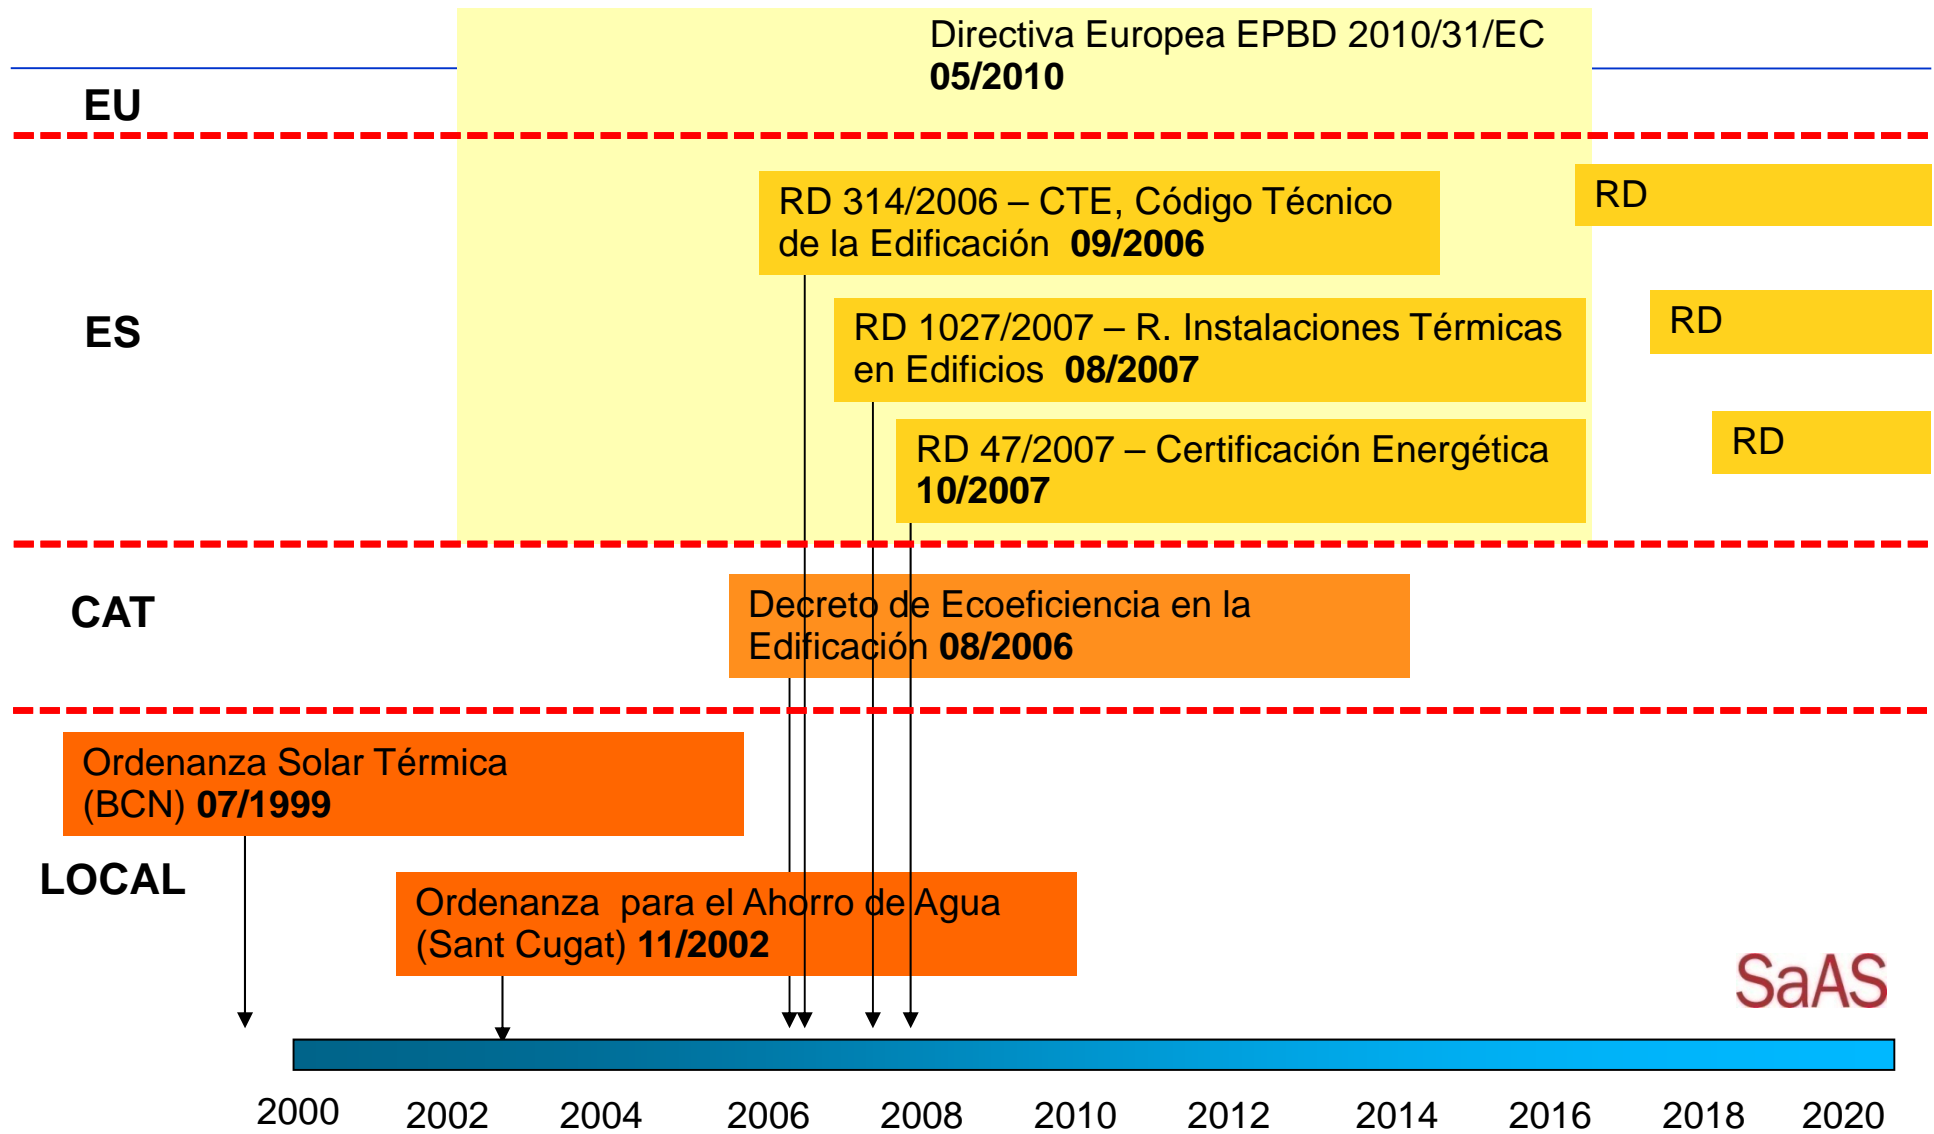 Directiva Europea EPBD 2010/31/EC
05/2010
EU
RD 314/2006 – CTE, Código Técnico
de la Edificación  09/2006
RD
ES
RD 1027/2007 – R. Instalaciones Térmicas
en Edificios  08/2007
RD
RD 47/2007 – Certificación Energética
10/2007
RD
CAT
Decreto de Ecoeficiencia en la
Edificación 08/2006
Ordenanza Solar Térmica
(BCN) 07/1999
LOCAL
Ordenanza  para el Ahorro de Agua
(Sant Cugat) 11/2002
SaAS
2000 2002 2004 2006 2008 2010 2012 2014 2016 2018 2020